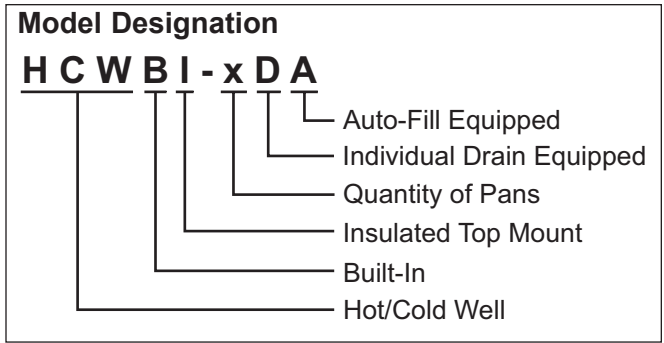 Model Designation
H C W B I - x D A
Auto-Fill Equipped
Individual Drain Equipped
Quantity of Pans
Insulated Top Mount
Built-In
Hot/Cold Well